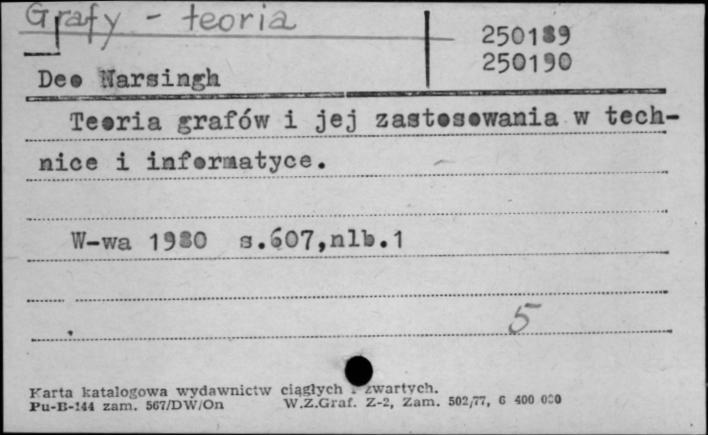 Grafy - teoria
250189
250190
Deo Narsingh
Teoria grafów i jej zastosowania w tech-
nice i informatyce.
W-wa 1980 s.607,nlb.1
5
Karta katalogowa wydawnictw ciągłych i zwartych.
Pu-B-144 zam. 567/DW/On W.Z.Graf. Z-2, Zam. 502/77, 6 400 000